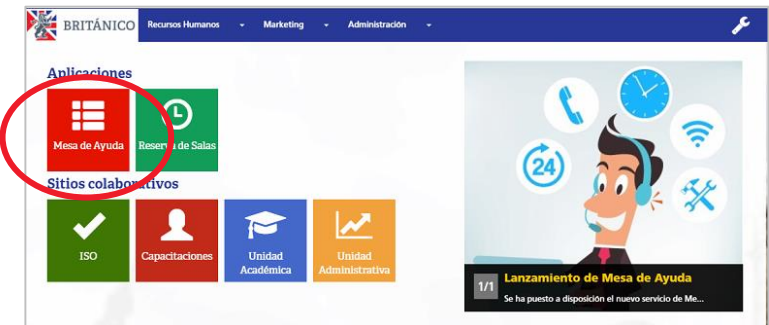 BRITÁNICO Recursos Humanos Marketing Administración
Aplicaciones
Mesa de Ayuda Reserva de Salas
24
Sitios colaborativos
ISO Capacitaciones Unidad Académica Unidad Administrativa
1/1 Lanzamiento de Mesa de Ayuda
Se ha puesto a disposición el nuevo servicio de Me...